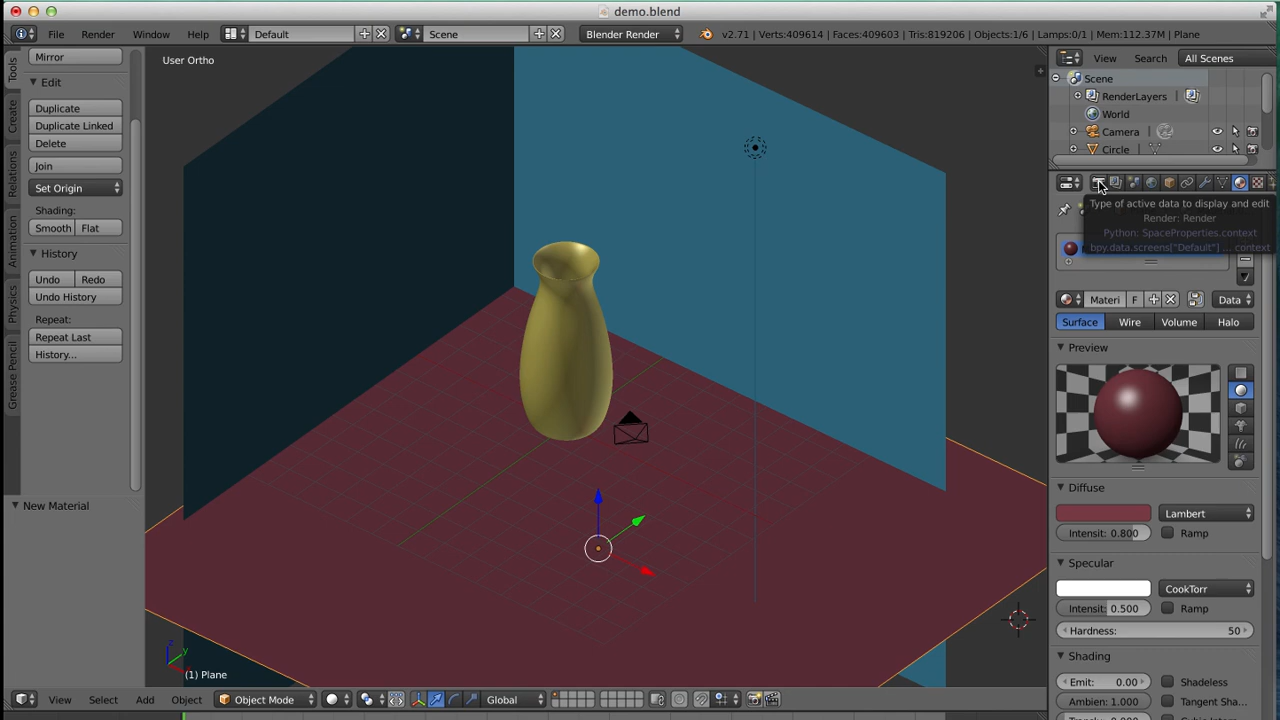 demo.blend
File Render Window Help Default Scene Blender Render v2.71 | Verts:409614 | Faces:409603 | Tris:819206 | Objects:1/6 | Lamps:0/1 | Mem:112.37M | Plane
Tools
Create
Relations
Animation
Physics
Grease Pencil
Mirror
Edit
Duplicate
Duplicate Linked
Delete
Join
Set Origin
Shading:
Smooth Flat
History
Undo Redo
Undo History
Repeat:
Repeat Last
History...
New Material
User Ortho
z
y
(1) Plane
View Select Add Object Object Mode Global
View Search All Scenes
Scene
RenderLayers
World
Camera
Circle
Type of active data to display and edit
Render: Render
Python: SpaceProperties.context
bpy.data.screens["Default"] ... context
Materi F Data
Surface Wire Volume Halo
Preview
Diffuse
Lambert
Intensit: 0.800 Ramp
Specular
CookTorr
Intensit: 0.500 Ramp
Hardness: 50
Shading
Emit: 0.00 Shadeless
Ambien: 1.000 Tangent Sha...